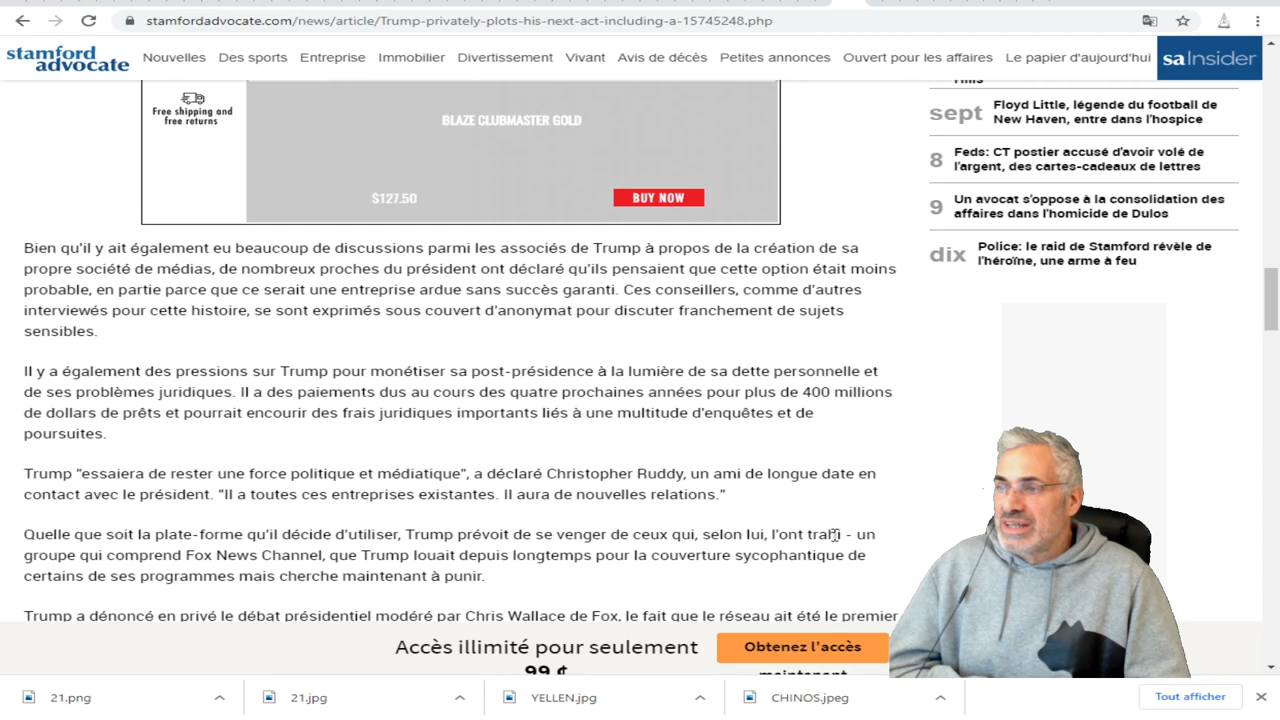 stamfordadvocate.com/news/article/Trump-privately-plots-his-next-act-including-a-15745248.php
stamford
advocate
Nouvelles Des sports Entreprise Immobilier Divertissement Vivant Avis de décès Petites annonces Ouvert pour les affaires Le papier d'aujourd'hui
saInsider
Free shipping and
free returns
BLAZE CLUBMASTER GOLD
$127.50
BUY NOW
Bien qu'il y ait également eu beaucoup de discussions parmi les associés de Trump à propos de la création de sa
propre société de médias, de nombreux proches du président ont déclaré qu'ils pensaient que cette option était moins
probable, en partie parce que ce serait une entreprise ardue sans succès garanti. Ces conseillers, comme d'autres
interviewés pour cette histoire, se sont exprimés sous couvert d'anonymat pour discuter franchement de sujets
sensibles.
Il y a également des pressions sur Trump pour monétiser sa post-présidence à la lumière de sa dette personnelle et
de ses problèmes juridiques. Il a des paiements dus au cours des quatre prochaines années pour plus de 400 millions
de dollars de prêts et pourrait encourir des frais juridiques importants liés à une multitude d'enquêtes et de
poursuites.
Trump "essaiera de rester une force politique et médiatique", a déclaré Christopher Ruddy, un ami de longue date en
contact avec le président. "Il a toutes ces entreprises existantes. Il aura de nouvelles relations."
Quelle que soit la plate-forme qu'il décide d'utiliser, Trump prévoit de se venger de ceux qui, selon lui, l'ont trahi - un
groupe qui comprend Fox News Channel, que Trump louait depuis longtemps pour la couverture sycophantique de
certains de ses programmes mais cherche maintenant à punir.
Trump a dénoncé en privé le débat présidentiel modéré par Chris Wallace de Fox, le fait que le réseau ait été le premier
sept
Floyd Little, légende du football de
New Haven, entre dans l'hospice
8
Feds: CT postier accusé d'avoir volé de
l'argent, des cartes-cadeaux de lettres
9
Un avocat s'oppose à la consolidation des
affaires dans l'homicide de Dulos
dix
Police: le raid de Stamford révèle de
l'héroïne, une arme à feu
Accès illimité pour seulement
99 ¢
Obtenez l'accès
maintenant
21.png
21.jpg
YELLEN.jpg
CHINOS.jpeg
Tout afficher